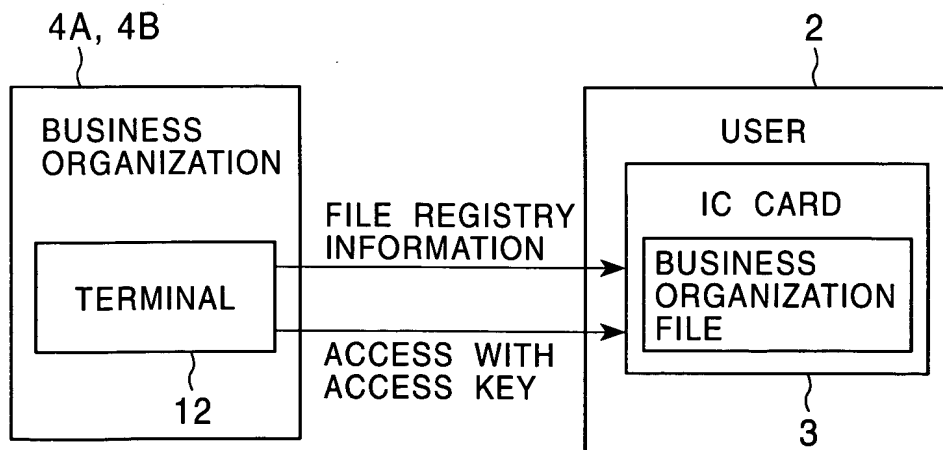 4A, 4B
2
BUSINESS
ORGANIZATION
USER
IC CARD
FILE REGISTRY
INFORMATION
BUSINESS
ORGANIZATION
FILE
TERMINAL
ACCESS WITH
ACCESS KEY
12
3